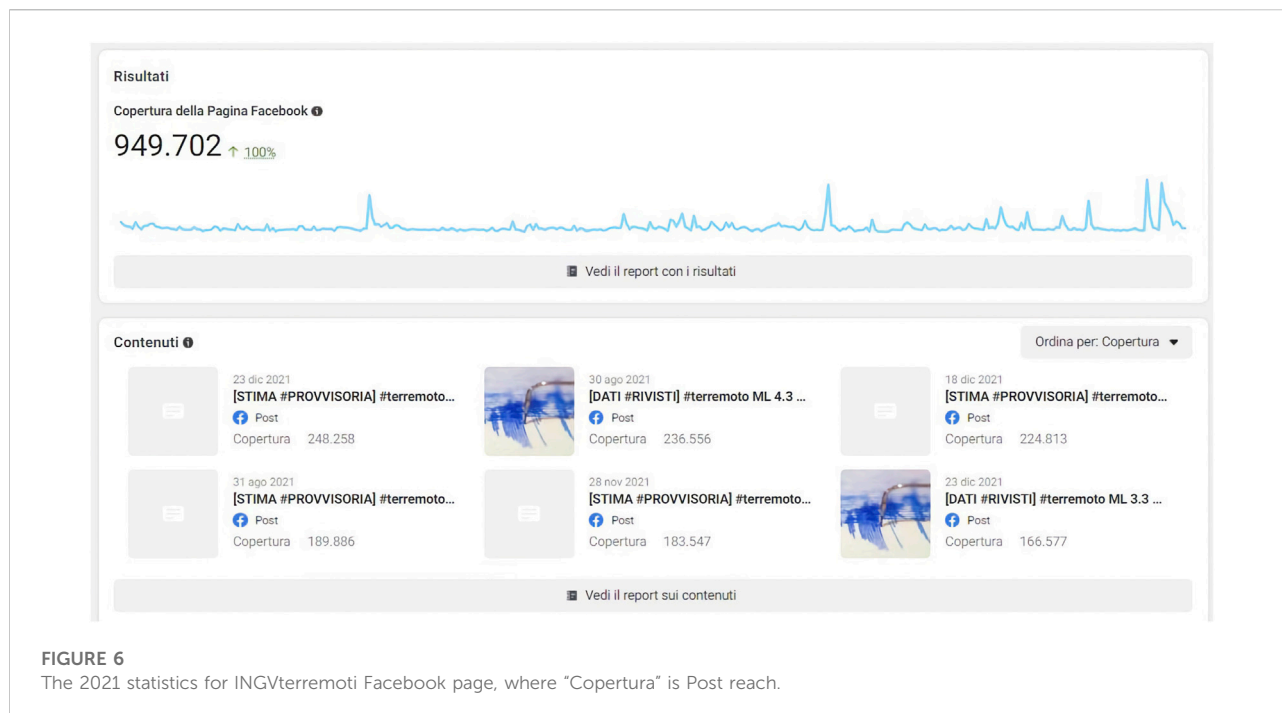 Risultati
Copertura della Pagina Facebook
949.702 ↑ 100%
Vedi il report con i risultati
Contenuti
Ordina per: Copertura
23 dic 2021
[STIMA #PROVVISORIA] #terremoto...
Post
Copertura 248.258
30 ago 2021
[DATI #RIVISTI] #terremoto ML 4.3 ...
Post
Copertura 236.556
18 dic 2021
[STIMA #PROVVISORIA] #terremoto...
Post
Copertura 224.813
31 ago 2021
[STIMA #PROVVISORIA] #terremoto...
Post
Copertura 189.886
28 nov 2021
[STIMA #PROVVISORIA] #terremoto...
Post
Copertura 183.547
23 dic 2021
[DATI #RIVISTI] #terremoto ML 3.3 ...
Post
Copertura 166.577
Vedi il report sui contenuti
FIGURE 6
The 2021 statistics for INGVterremoti Facebook page, where “Copertura” is Post reach.